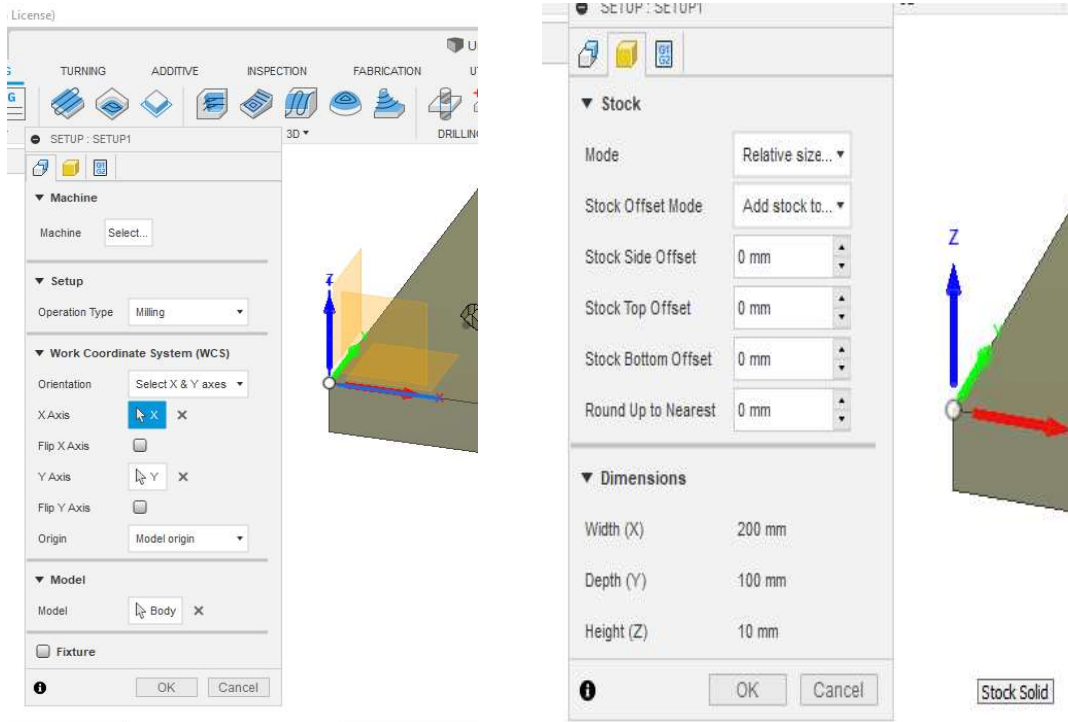 License)
TURNING ADDITIVE INSPECTION FABRICATION
G
3D
SETUP : SETUP1
Machine
Machine Select...
Setup
Operation Type Milling
Work Coordinate System (WCS)
Orientation Select X & Y axes
X Axis X
Flip X Axis
Y Axis Y
Flip Y Axis
Origin Model origin
Model
Model Body
Fixture
OK Cancel
Z
X
SETUP : SETUP1
G1
G2
Stock
Mode Relative size...
Stock Offset Mode Add stock to...
Stock Side Offset 0 mm
Stock Top Offset 0 mm
Stock Bottom Offset 0 mm
Round Up to Nearest 0 mm
Dimensions
Width (X) 200 mm
Depth (Y) 100 mm
Height (Z) 10 mm
OK Cancel
Z
Y
Stock Solid